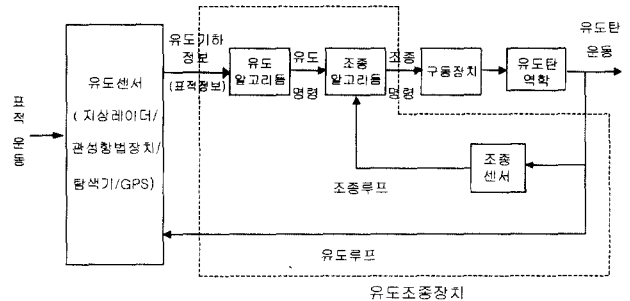 표적 운동
유도센서
( 지상레이더/
관성항법장치/
탐색기/GPS)
유도기하
정보
(표적정보)
유도
알고리듬
유도
명령
조종
알고리듬
조종
명령
구동장치
유도탄
역학
유도탄
운동
조종
센서
조종루프
유도루프
유도조종장치